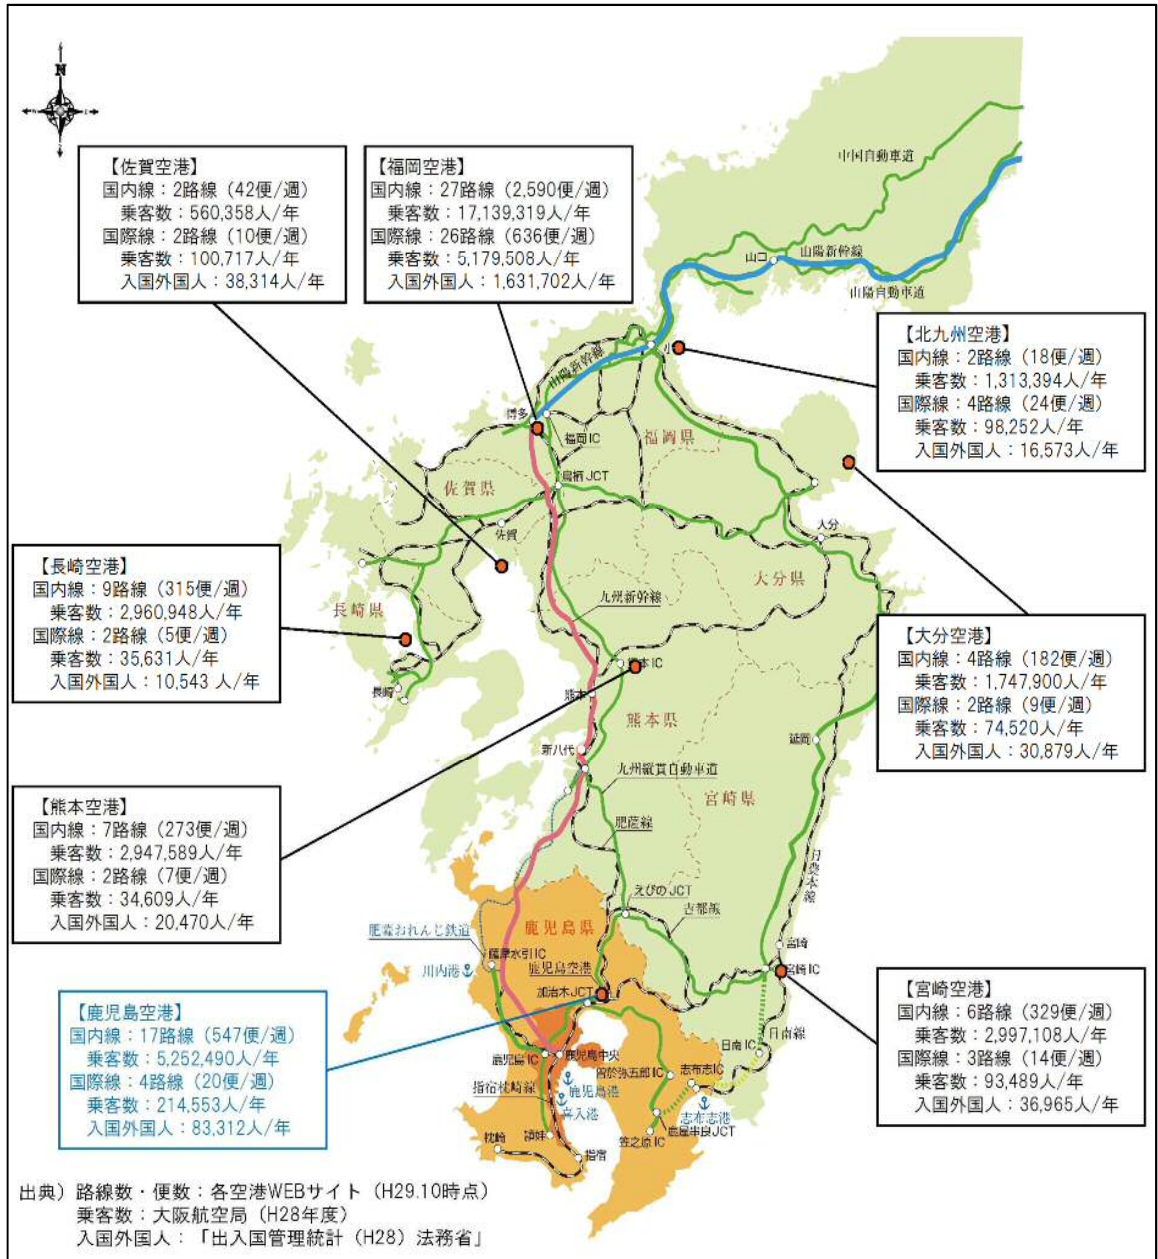 N
【佐賀空港】
国内線：2路線（42便/週）
乗客数：560,358人/年
国際線：2路線（10便/週）
乗客数：100,717人/年
入国外国人：38,314人/年
【福岡空港】
国内線：27路線（2,590便/週）
乗客数：17,139,319人/年
国際線：26路線（636便/週）
乗客数：5,179,508人/年
入国外国人：1,631,702人/年
【北九州空港】
国内線：2路線（18便/週）
乗客数：1,313,394人/年
国際線：4路線（24便/週）
乗客数：98,252人/年
入国外国人：16,573人/年
【長崎空港】
国内線：9路線（315便/週）
乗客数：2,960,948人/年
国際線：2路線（5便/週）
乗客数：35,631人/年
入国外国人：10,543 人/年
【大分空港】
国内線：4路線（182便/週）
乗客数：1,747,900人/年
国際線：2路線（9便/週）
乗客数：74,520人/年
入国外国人：30,879人/年
【熊本空港】
国内線：7路線（273便/週）
乗客数：2,947,589人/年
国際線：2路線（7便/週）
乗客数：34,609人/年
入国外国人：20,470人/年
【鹿児島空港】
国内線：17路線（547便/週）
乗客数：5,252,490人/年
国際線：4路線（20便/週）
乗客数：214,553人/年
入国外国人：83,312人/年
【宮崎空港】
国内線：6路線（329便/週）
乗客数：2,997,108人/年
国際線：3路線（14便/週）
乗客数：93,489人/年
入国外国人：36,965人/年
中国自動車道
山口
山陽新幹線
山陽自動車道
小
山陽新幹線
博多
福岡IC
福岡県
鳥栖JCT
佐賀県
佐賀
大分
大分県
長崎県
九州新幹線
長崎
熊本IC
熊本
熊本県
新八代
延岡
九州縦貫自動車道
宮崎県
肥薩線
日豊本線
えびのJCT
吉都線
鹿児島県
肥薩おれんじ鉄道
薩摩水引IC
川内港
鹿児島空港
加治木JCT
宮崎
宮崎IC
鹿児島IC
鹿児島中央
日南IC
日南線
曽於弥五郎IC
志布志IC
指宿枕崎線
鹿児島港
喜入港
志布志港
鹿屋串良JCT
笠之原IC
枕崎
頴娃
指宿
出典）路線数・便数：各空港WEBサイト（H29.10時点）
乗客数：大阪航空局（H28年度）
入国外国人：「出入国管理統計（H28）法務省」